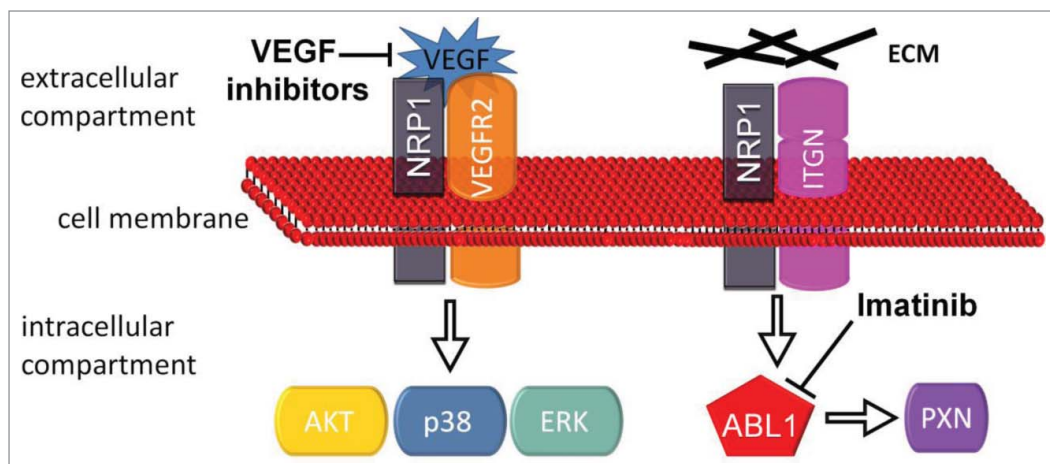 VEGF
inhibitors
VEGF
ECM
extracellular
compartment
NRP1
VEGFR2
NRP1
ITGN
cell membrane
intracellular
compartment
Imatinib
AKT
p38
ERK
ABL1
PXN